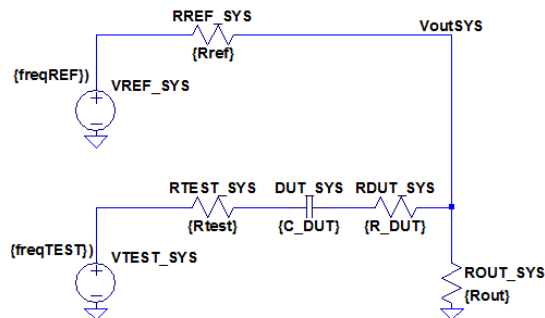 RREF_SYS
VoutSYS
{Rref}
{freqREF})
VREF_SYS
RTEST_SYS
DUT_SYS
RDUT_SYS
{Rtest}
{C_DUT}
{R_DUT}
{freqTEST})
VTEST_SYS
ROUT_SYS
{Rout}